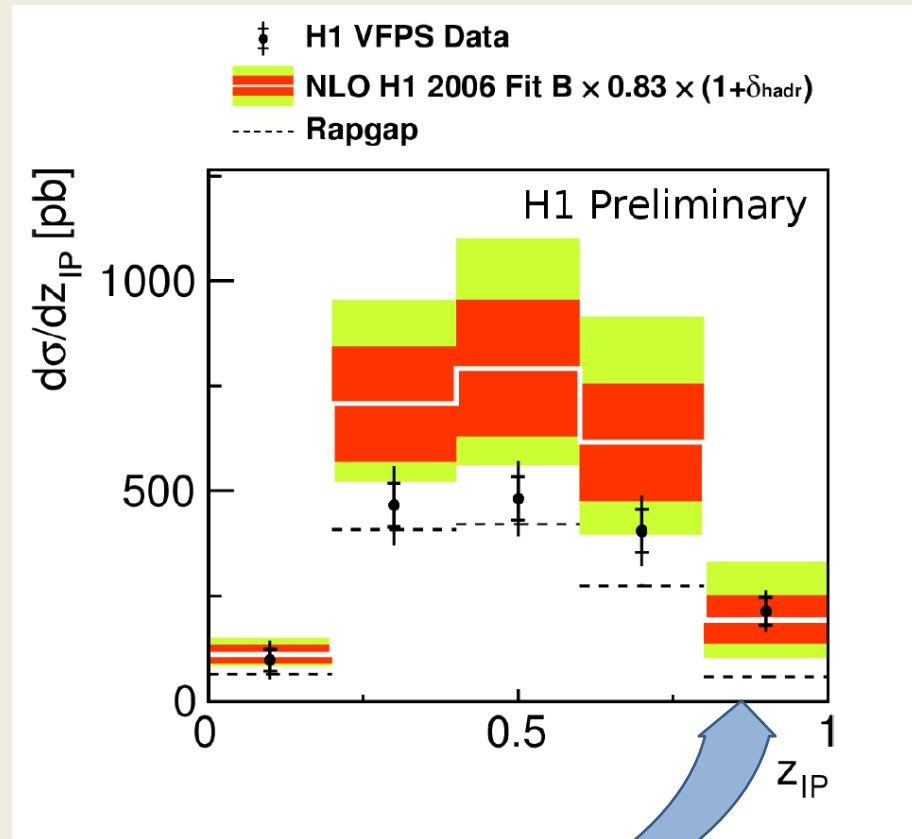 H1 VFPS Data
NLO H1 2006 Fit B × 0.83 × (1+δhadr)
Rapgap
H1 Preliminary
dσ/dzIP [pb]
1000
500
0
0 0.5 1
zIP